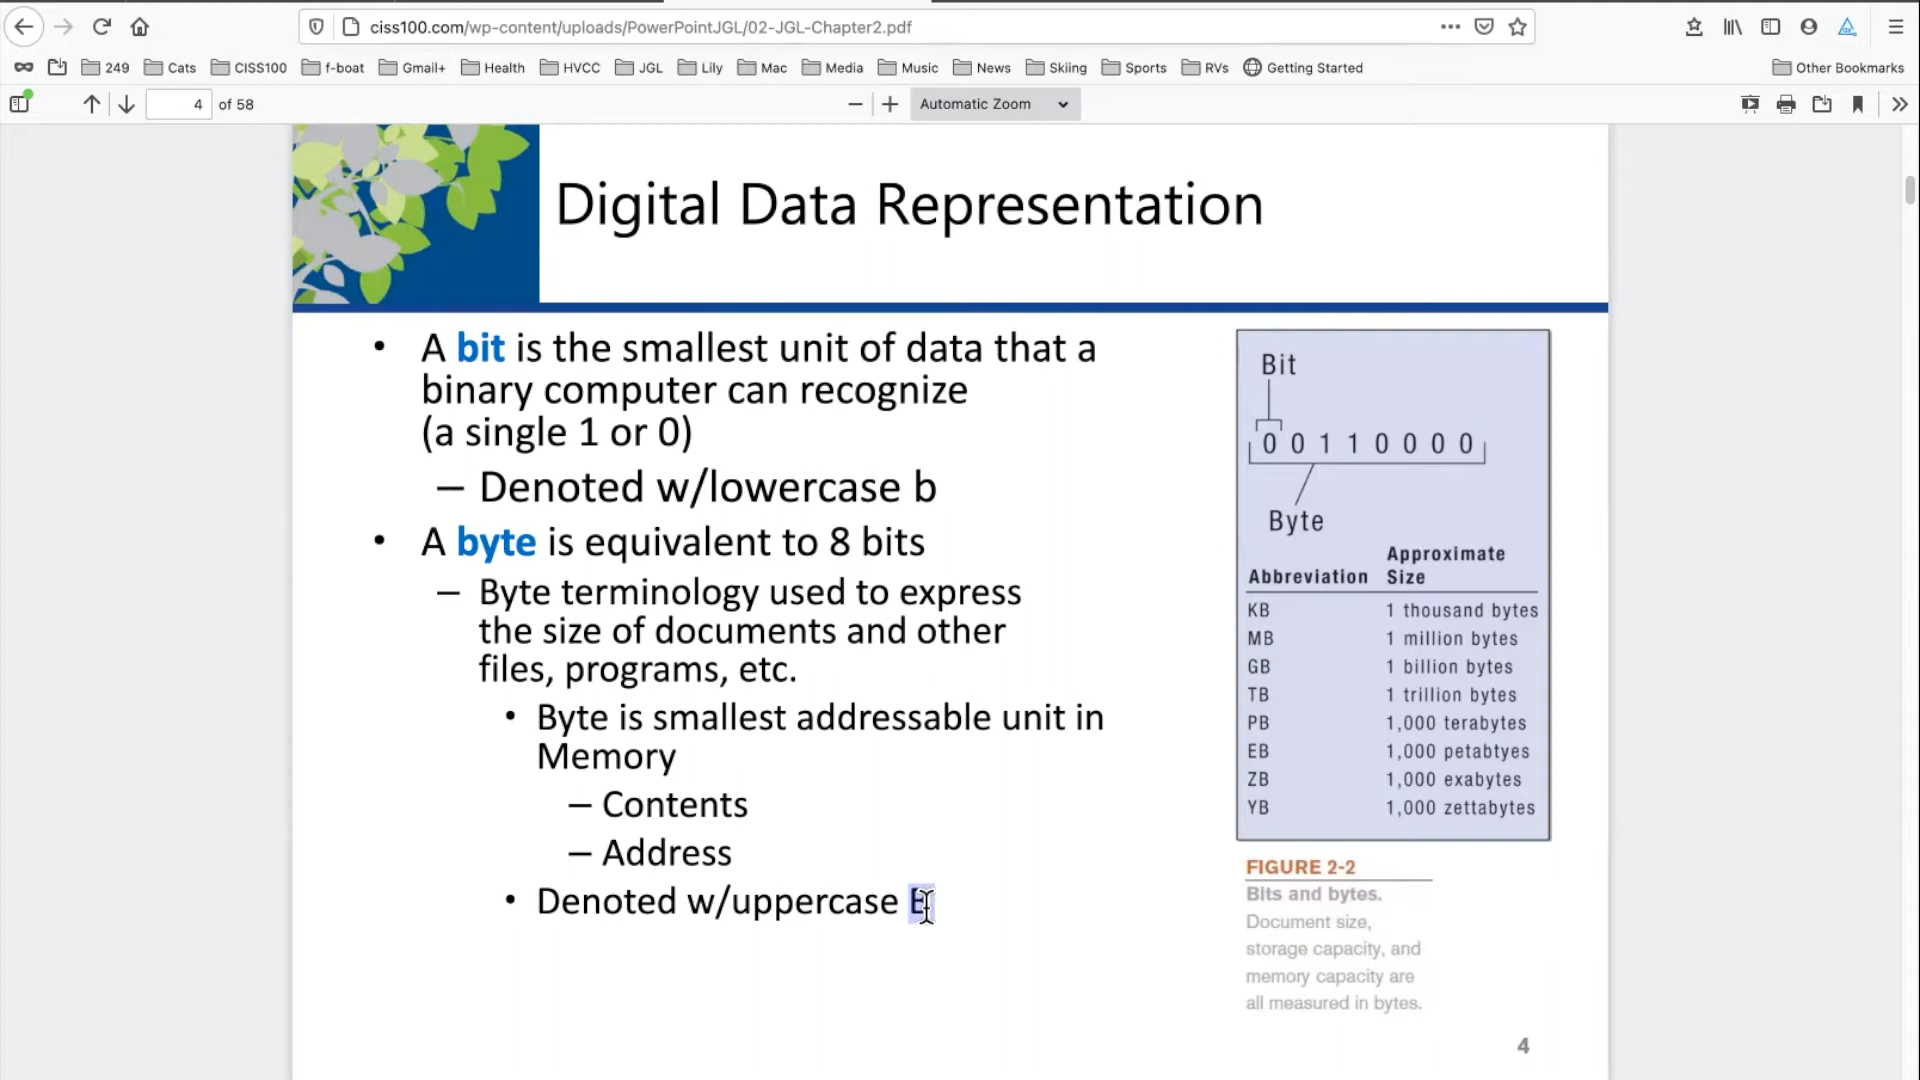 ciss100.com/wp-content/uploads/PowerPointJGL/02-JGL-Chapter2.pdf
249 Cats CISS100 f-boat Gmail+ Health HVCC JGL Lily Mac Media Music News Skiing Sports RVs Getting Started Other Bookmarks
4 of 58 Automatic Zoom
Digital Data Representation
• A bit is the smallest unit of data that a
binary computer can recognize
(a single 1 or 0)
– Denoted w/lowercase b
• A byte is equivalent to 8 bits
– Byte terminology used to express
the size of documents and other
files, programs, etc.
• Byte is smallest addressable unit in
Memory
– Contents
– Address
• Denoted w/uppercase B
Bit
0 0 1 1 0 0 0 0
Byte
Abbreviation Approximate Size
KB 1 thousand bytes
MB 1 million bytes
GB 1 billion bytes
TB 1 trillion bytes
PB 1,000 terabytes
EB 1,000 petabtyes
ZB 1,000 exabytes
YB 1,000 zettabytes
FIGURE 2-2
Bits and bytes.
Document size,
storage capacity, and
memory capacity are
all measured in bytes.
4